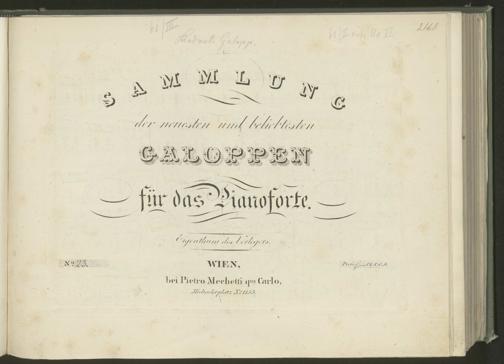 2168
SAMMLUNG
der neuesten und beliebtesten
GALOPPEN
für das Pianoforte.
Eigenthum des Verlegers.
No. 23.
WIEN,
bei Pietro Mechetti qm Carlo,
Michaelerplatz No. 1153.